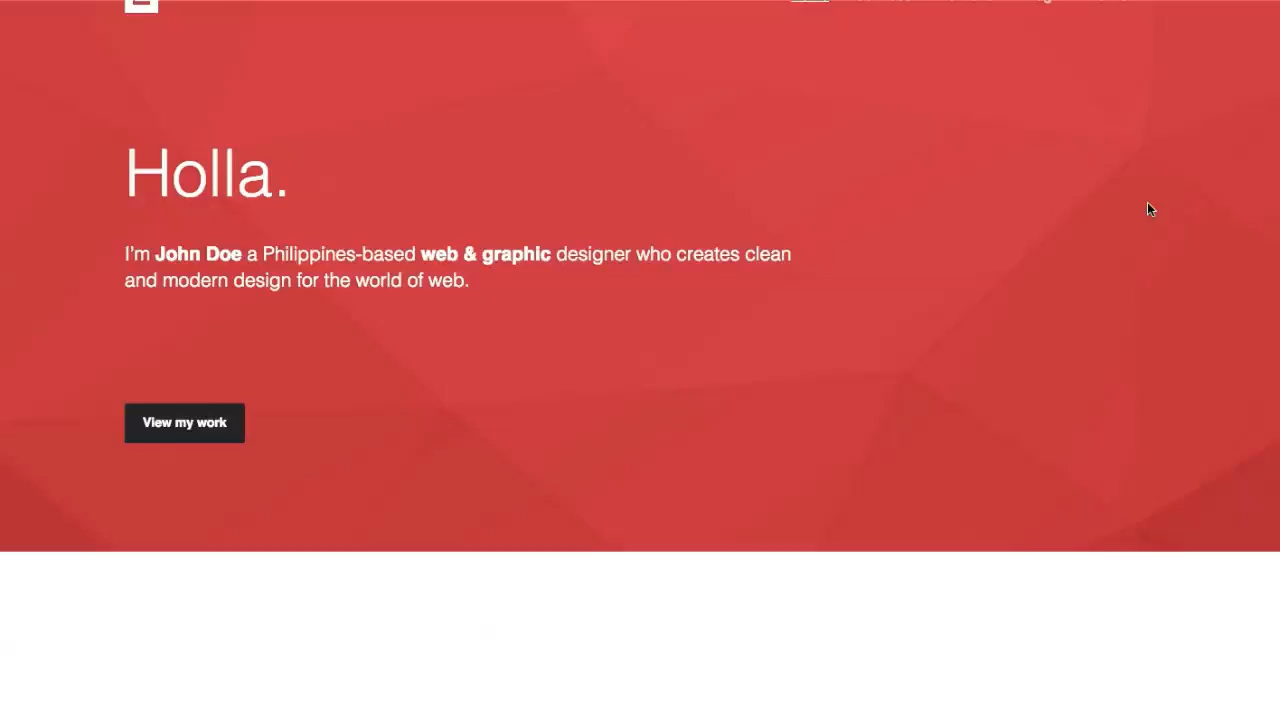 Holla.
I'm John Doe a Philippines-based web & graphic designer who creates clean
and modern design for the world of web.
View my work